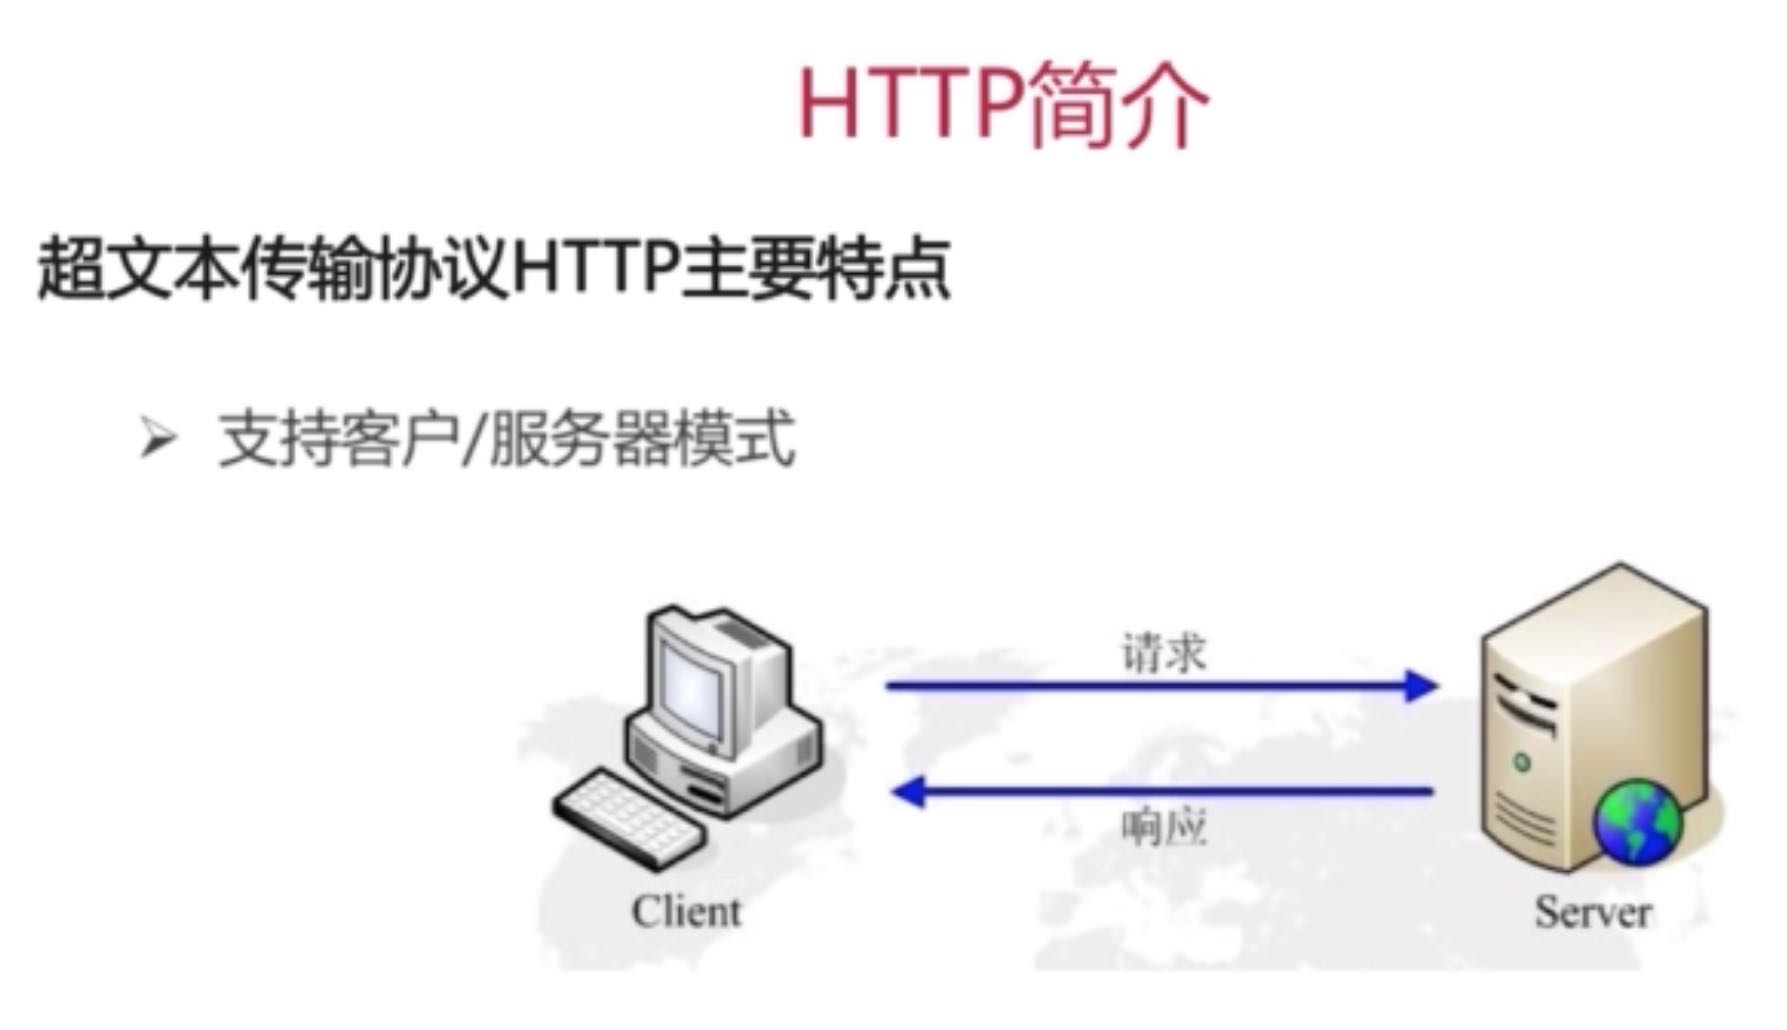 HTTP简介
超文本传输协议HTTP主要特点
支持客户/服务器模式
请求
响应
Client
Server